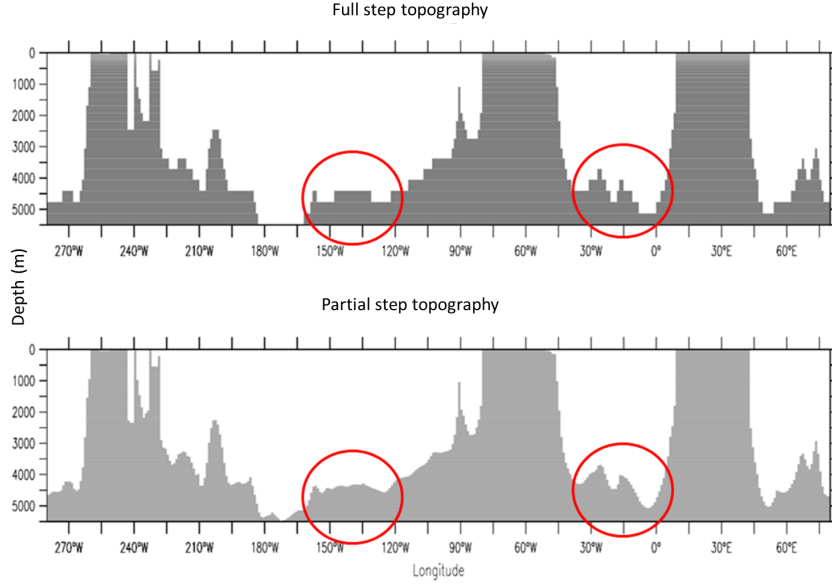 Full step topography
0
1000
2000
3000
4000
5000
270°W 240°W 210°W 180°W 150°W 120°W 90°W 60°W 30°W 0° 30°E 60°E
Depth (m)
Partial step topography
0
1000
2000
3000
4000
5000
270°W 240°W 210°W 180°W 150°W 120°W 90°W 60°W 30°W 0° 30°E 60°E
Longitude